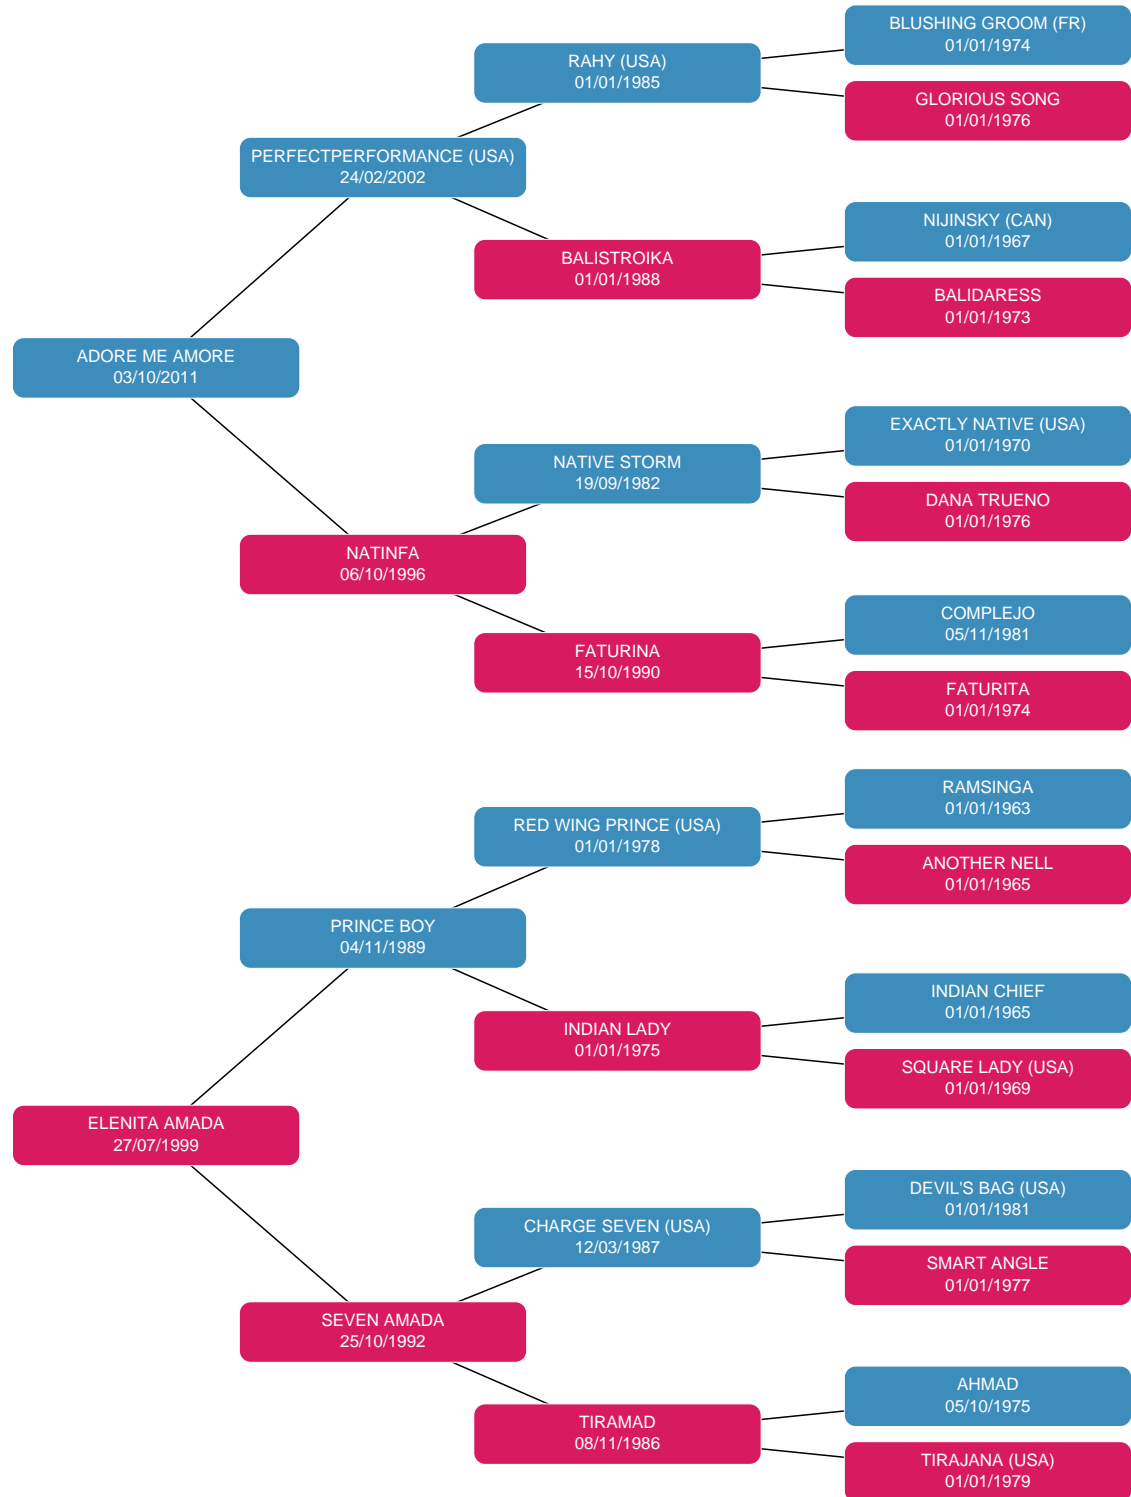 BLUSHING GROOM (FR)
01/01/1974
RAHY (USA)
01/01/1985
GLORIOUS SONG
01/01/1976
PERFECTPERFORMANCE (USA)
24/02/2002
NIJINSKY (CAN)
01/01/1967
BALISTROIKA
01/01/1988
BALIDARESS
01/01/1973
ADORE ME AMORE
03/10/2011
EXACTLY NATIVE (USA)
01/01/1970
NATIVE STORM
19/09/1982
DANA TRUENO
01/01/1976
NATINFA
06/10/1996
COMPLEJO
05/11/1981
FATURINA
15/10/1990
FATURITA
01/01/1974
RAMSINGA
01/01/1963
RED WING PRINCE (USA)
01/01/1978
ANOTHER NELL
01/01/1965
PRINCE BOY
04/11/1989
INDIAN CHIEF
01/01/1965
INDIAN LADY
01/01/1975
SQUARE LADY (USA)
01/01/1969
ELENITA AMADA
27/07/1999
DEVIL'S BAG (USA)
01/01/1981
CHARGE SEVEN (USA)
12/03/1987
SMART ANGLE
01/01/1977
SEVEN AMADA
25/10/1992
AHMAD
05/10/1975
TIRAMAD
08/11/1986
TIRAJANA (USA)
01/01/1979